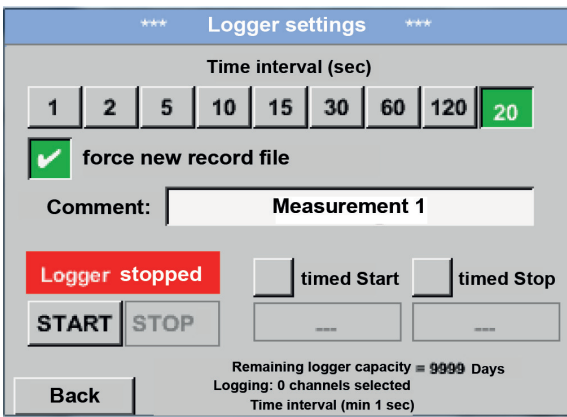 *** Logger settings ***
Time interval (sec)
1 2 5 10 15 30 60 120 20
force new record file
Comment: Measurement 1
Logger stopped
timed Start timed Stop
START STOP --- ---
Remaining logger capacity = 9999 Days
Logging: 0 channels selected
Back
Time interval (min 1 sec)